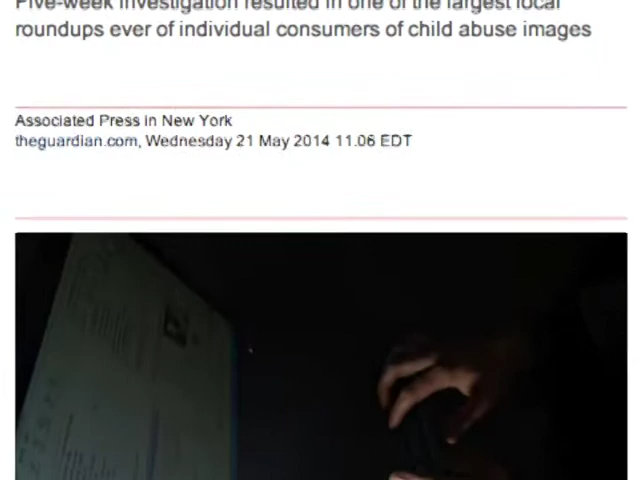 Five-week investigation resulted in one of the largest local
roundups ever of individual consumers of child abuse images
Associated Press in New York
theguardian.com, Wednesday 21 May 2014 11.06 EDT